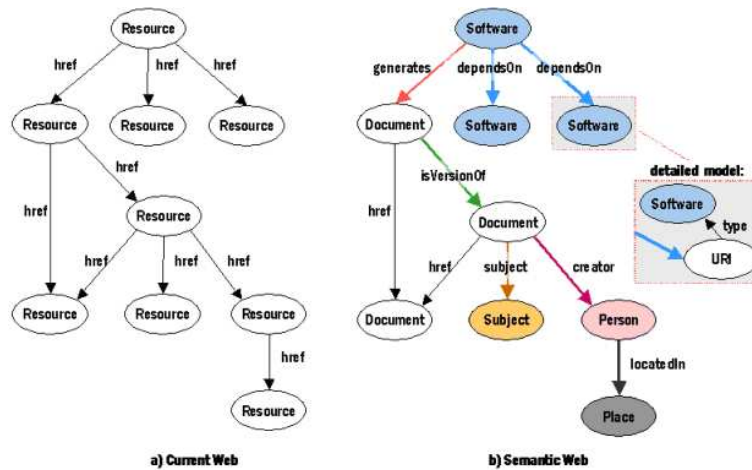 Resource
href
href
href
Resource
Resource
Resource
href
href
Resource
href
href
href
Resource
Resource
Resource
href
Resource
a) Current Web
Software
generates
dependsOn
dependsOn
Document
Software
Software
isVersionOf
href
Document
href
subject
creator
Document
Subject
Person
locatedIn
Place
detailed model:
Software
type
URI
b) Semantic Web